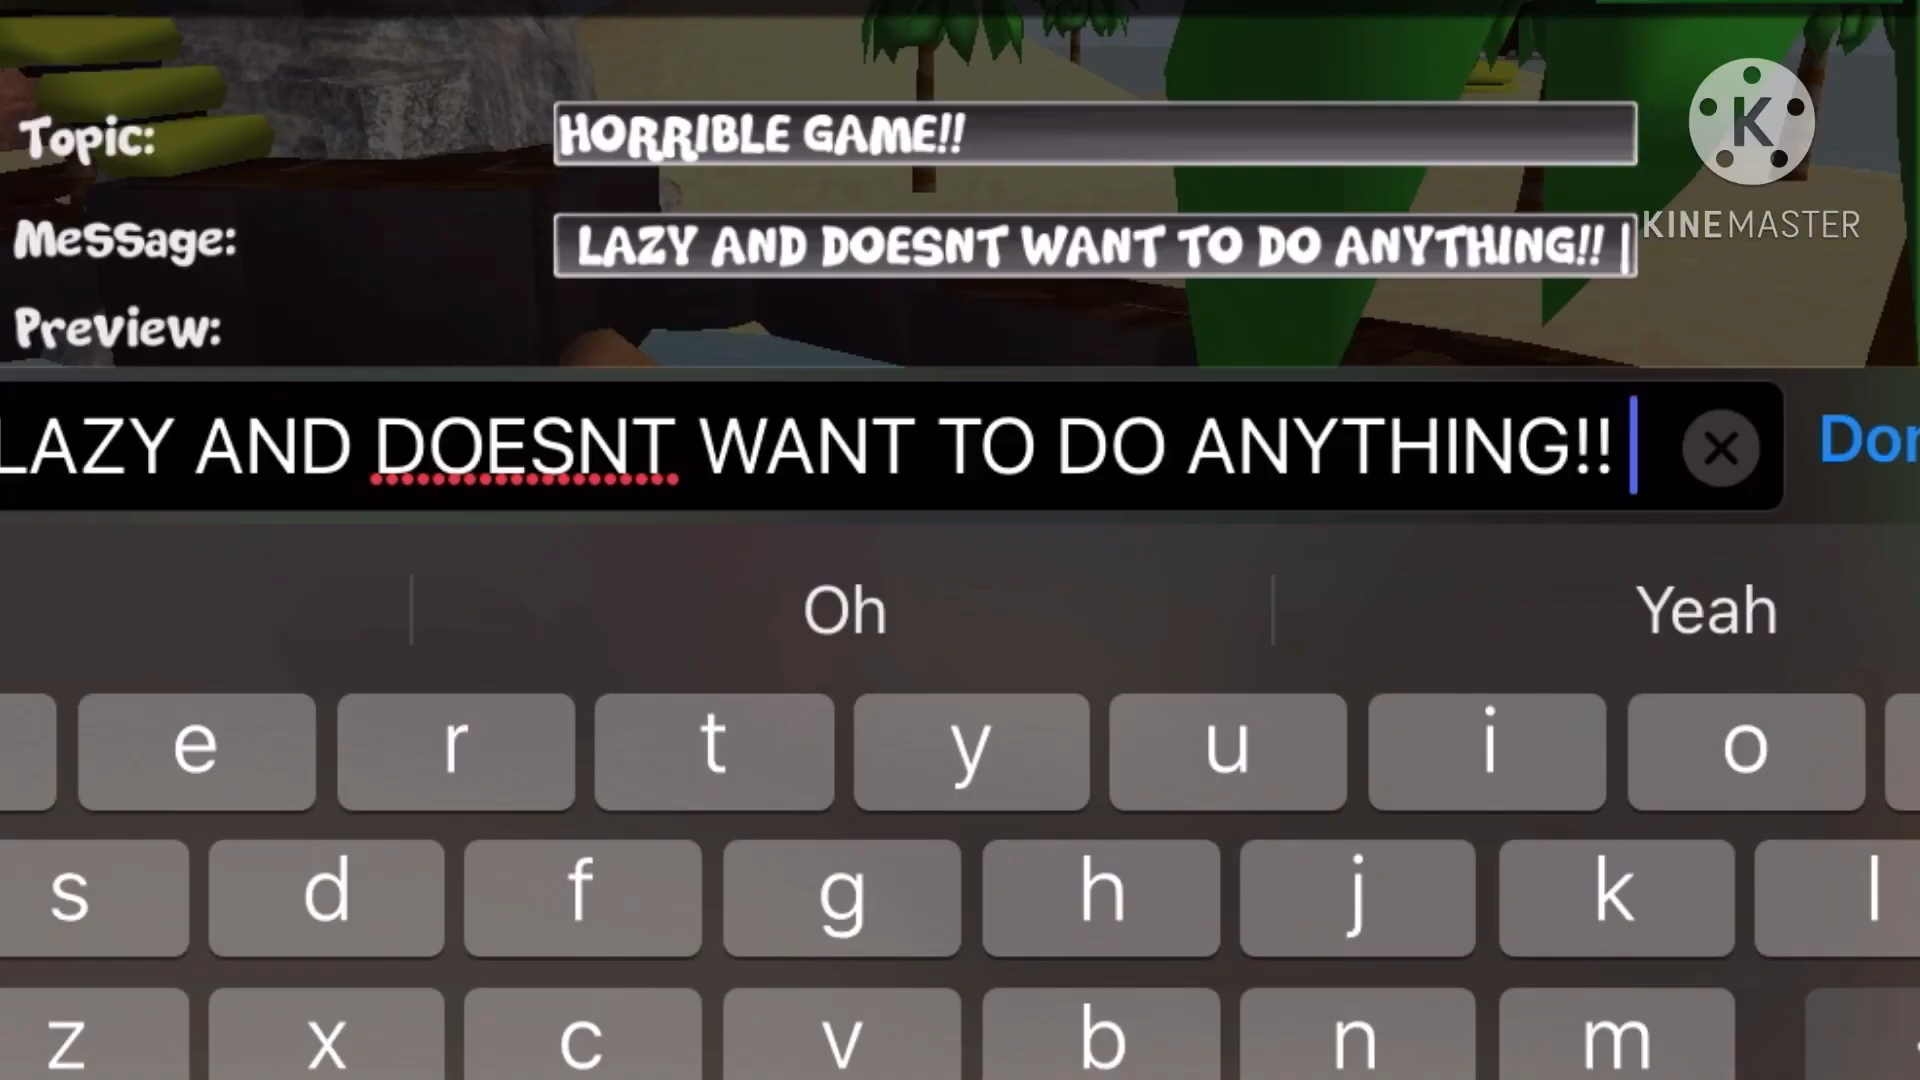 Topic:
HORRIBLE GAME!!
Message:
LAZY AND DOESNT WANT TO DO ANYTHING!!
Preview:
K
KINEMASTER
LAZY AND DOESNT WANT TO DO ANYTHING!!
Oh
Yeah
e r t y u i o
s d f g h j k l
z x c v b n m